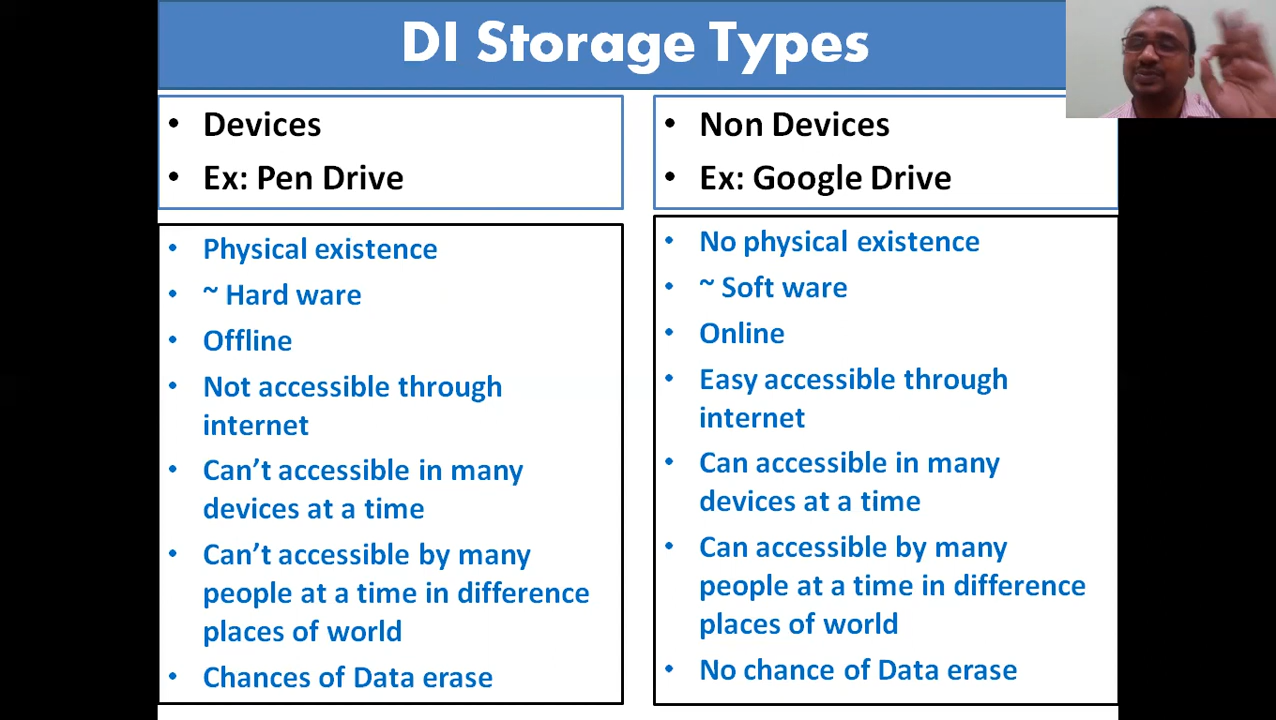 DI Storage Types
• Devices
• Ex: Pen Drive
• Physical existence
• ~ Hard ware
• Offline
• Not accessible through
internet
• Can’t accessible in many
devices at a time
• Can’t accessible by many
people at a time in difference
places of world
• Chances of Data erase
• Non Devices
• Ex: Google Drive
• No physical existence
• ~ Soft ware
• Online
• Easy accessible through
internet
• Can accessible in many
devices at a time
• Can accessible by many
people at a time in difference
places of world
• No chance of Data erase